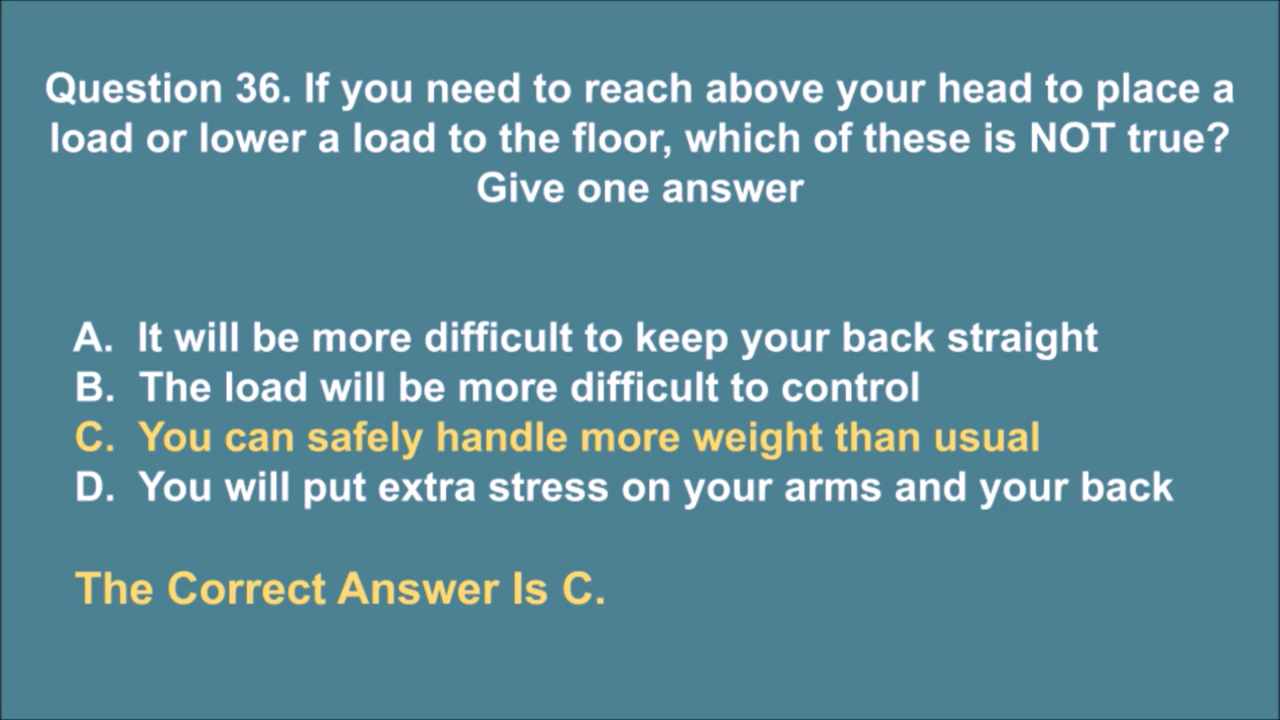 Question 36. If you need to reach above your head to place a
load or lower a load to the floor, which of these is NOT true?
Give one answer
A. It will be more difficult to keep your back straight
B. The load will be more difficult to control
C. You can safely handle more weight than usual
D. You will put extra stress on your arms and your back
The Correct Answer Is C.